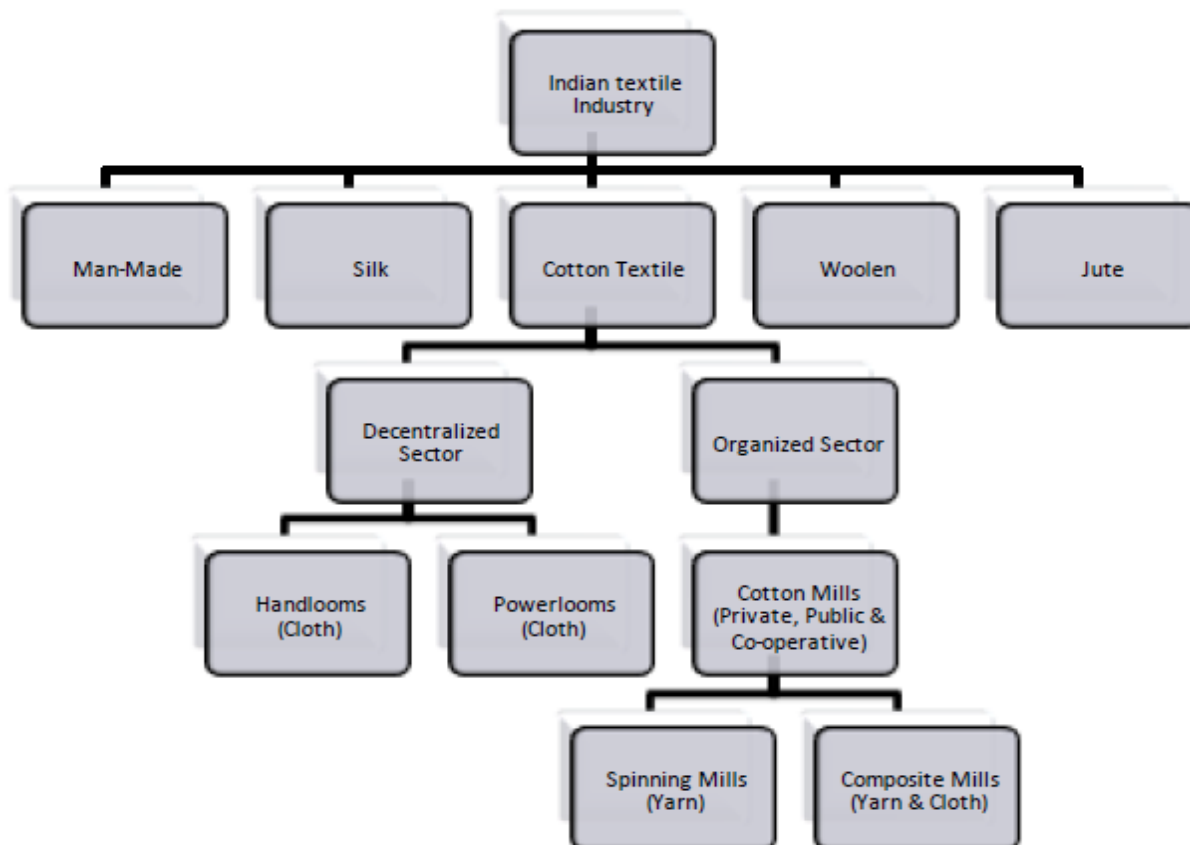 Indian textile
Industry
Man-Made
Silk
Cotton Textile
Woolen
Jute
Decentralized
Sector
Organized Sector
Handlooms
(Cloth)
Powerlooms
(Cloth)
Cotton Mills
(Private, Public &
Co-operative)
Spinning Mills
(Yarn)
Composite Mills
(Yarn & Cloth)